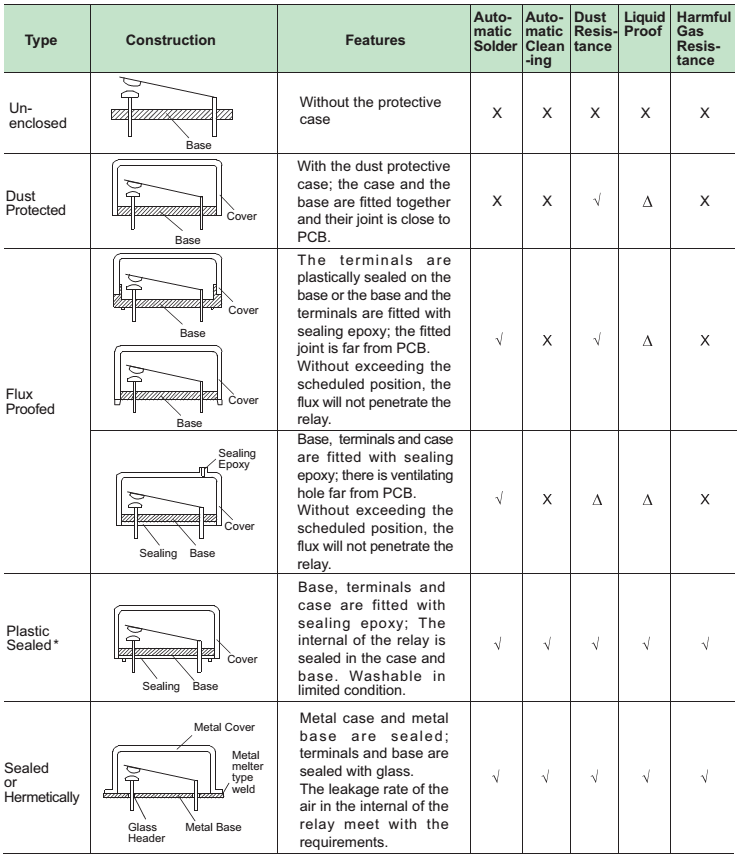 Type
Construction
Features
Auto-
matic
Solder
Auto-
matic
Clean
-ing
Dust
Resis-
tance
Liquid
Proof
Harmful
Gas
Resis-
tance
Un-
enclosed
Base
Without the protective
case
X X X X X
Dust
Protected
Cover
Base
With the dust protective
case; the case and the
base are fitted together
and their joint is close to
PCB.
X X √ Δ X
Flux
Proofed
Cover
Base
Cover
Base
The terminals are
plastically sealed on the
base or the base and the
terminals are fitted with
sealing epoxy; the fitted
joint is far from PCB.
Without exceeding the
scheduled position, the
flux will not penetrate the
relay.
√ X √ Δ X
Sealing
Epoxy
Cover
Sealing Base
Base, terminals and case
are fitted with sealing
epoxy; there is ventilating
hole far from PCB.
Without exceeding the
scheduled position, the
flux will not penetrate the
relay.
√ X Δ Δ X
Plastic
Sealed*
Cover
Sealing Base
Base, terminals and
case are fitted with
sealing epoxy; The
internal of the relay is
sealed in the case and
base. Washable in
limited condition.
√ √ √ √ √
Sealed
or
Hermetically
Metal Cover
Metal
melter
type
weld
Glass
Header
Metal Base
Metal case and metal
base are sealed;
terminals and base are
sealed with glass.
The leakage rate of the
air in the internal of the
relay meet with the
requirements.
√ √ √ √ √